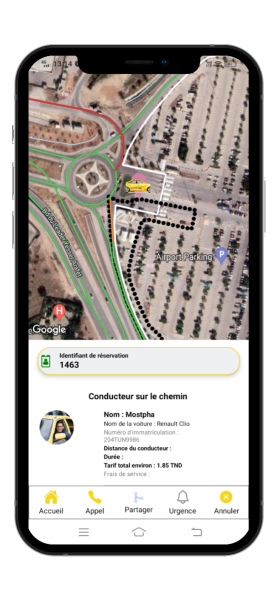 13:14
Airport Parking
P
H
Google
Identifiant de réservation
1463
Conducteur sur le chemin
Nom : Mostpha
Nom de la voiture : Renault Clio
Numéro d'immatriculation :
204TUN9986
Distance du conducteur :
Durée :
Tarif total environ : 1.85 TND
Frais de service :
Accueil
Appel
Partager
Urgence
Annuler